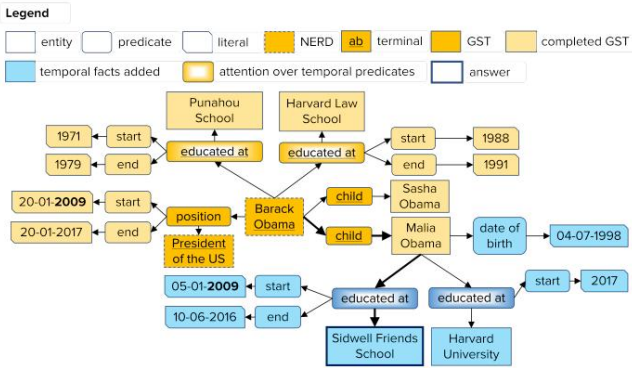 Legend
entity
predicate
literal
NERD
ab
terminal
GST
completed GST
temporal facts added
attention over temporal predicates
answer
Punahou
School
Harvard Law
School
1971
start
1979
end
educated at
educated at
start
1988
end
1991
20-01-2009
start
20-01-2017
end
position
President
of the US
Barack
Obama
child
Sasha
Obama
child
Malia
Obama
date of
birth
04-07-1998
05-01-2009
start
10-06-2016
end
educated at
educated at
start
2017
Sidwell Friends
School
Harvard
University